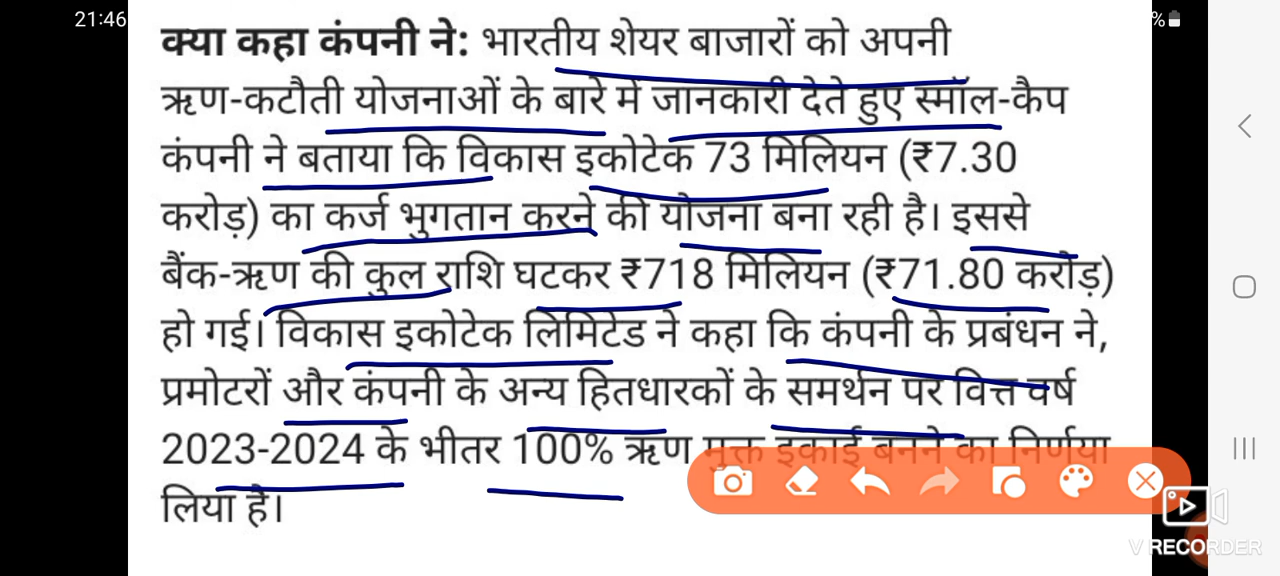 21:46
%
क्या कहा कंपनी ने: भारतीय शेयर बाजारों को अपनी
ऋण-कटौती योजनाओं के बारे में जानकारी देते हुए स्मॉल-कैप
कंपनी ने बताया कि विकास इकोटेक 73 मिलियन (₹7.30
करोड़) का कर्ज भुगतान करने की योजना बना रही है। इससे
बैंक-ऋण की कुल राशि घटकर ₹718 मिलियन (₹71.80 करोड़)
हो गई। विकास इकोटेक लिमिटेड ने कहा कि कंपनी के प्रबंधन ने,
प्रमोटरों और कंपनी के अन्य हितधारकों के समर्थन पर वित्त वर्ष
2023-2024 के भीतर 100% ऋण मुक्त इकाई बनने का निर्णय
लिया है।
V RECORDER